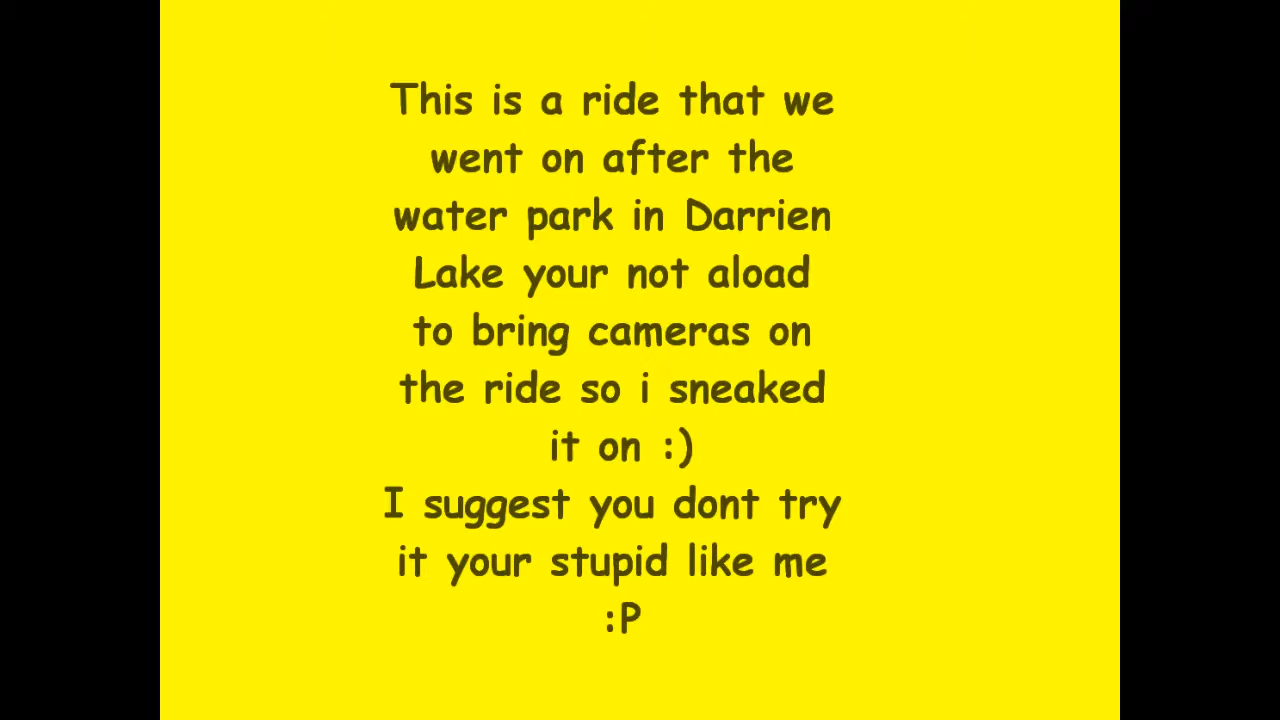 This is a ride that we
went on after the
water park in Darrien
Lake your not aload
to bring cameras on
the ride so i sneaked
it on :)
I suggest you dont try
it your stupid like me
:P